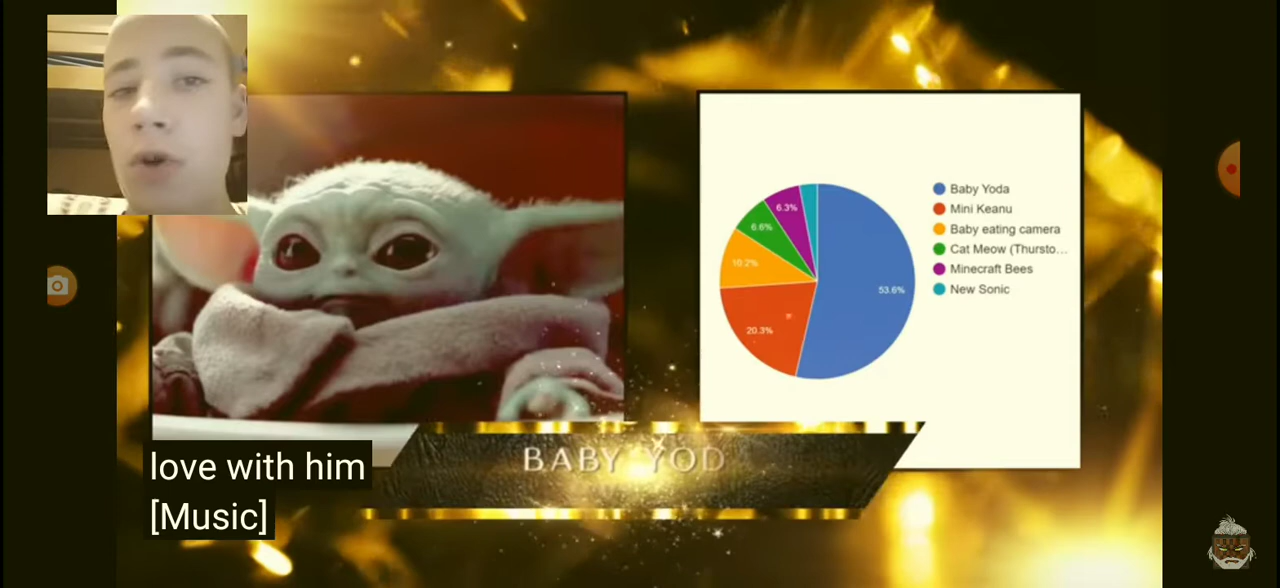 Baby Yoda
Mini Keanu
Baby eating camera
Cat Meow (Thursto...
Minecraft Bees
New Sonic
6.3%
6.6%
10.2%
20.3%
53.6%
BABY YOD
love with him
[Music]